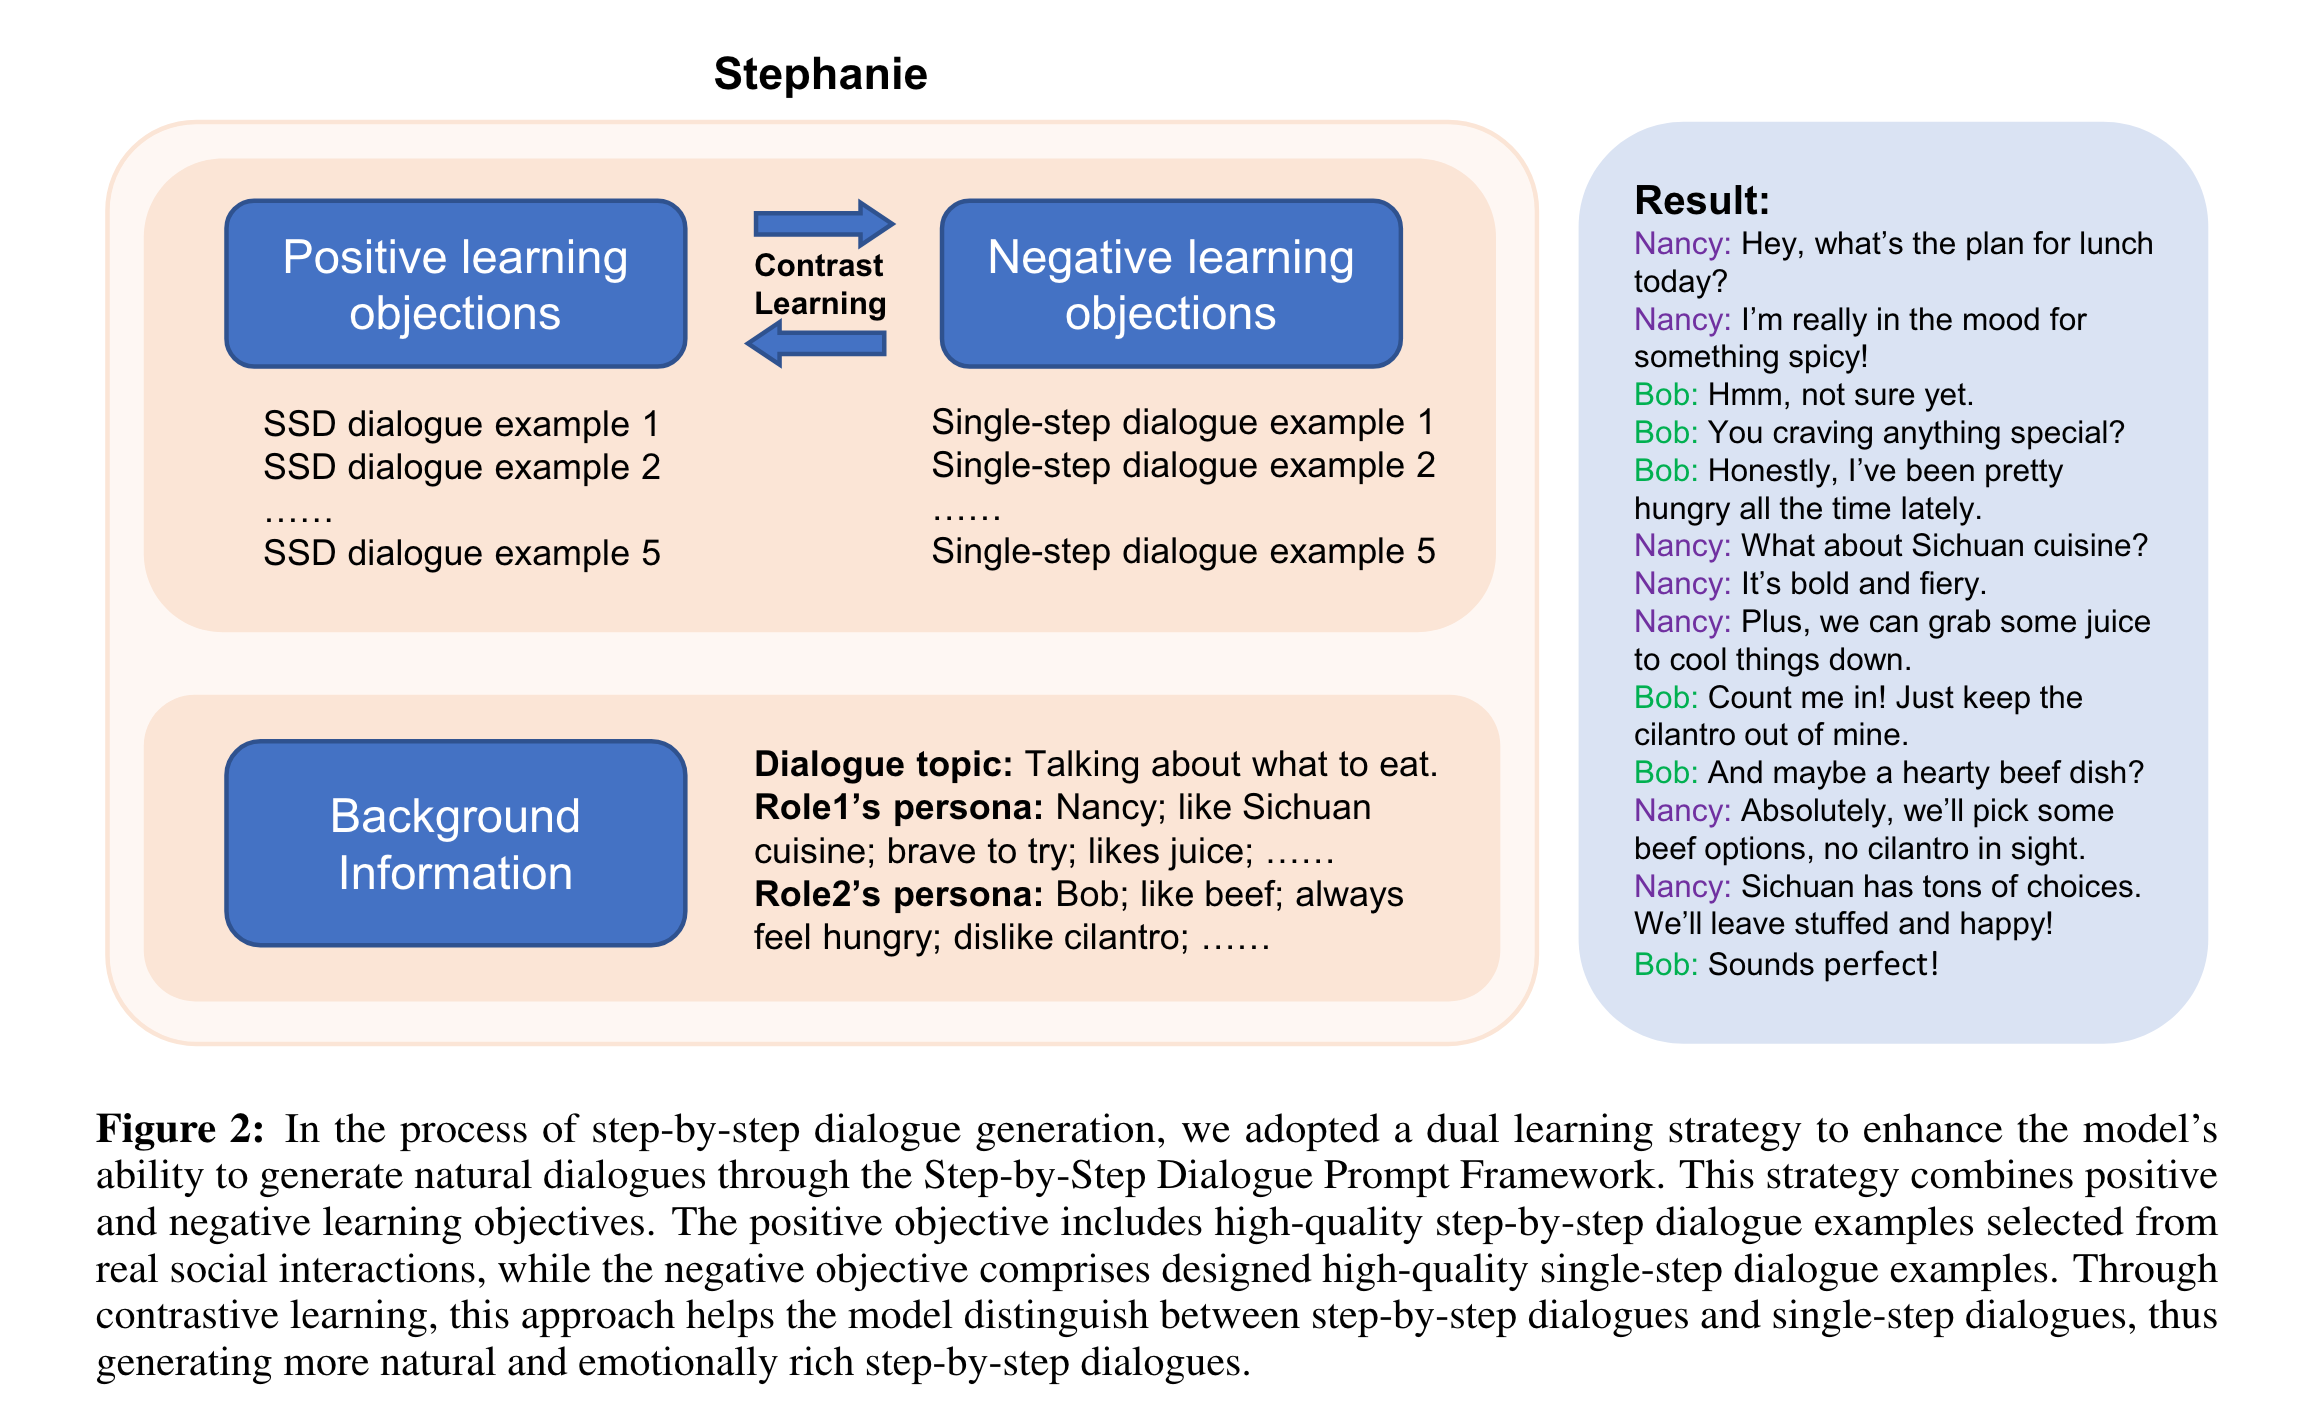 Stephanie
Positive learning
objections
Contrast
Learning
Negative learning
objections
SSD dialogue example 1
SSD dialogue example 2
……
SSD dialogue example 5
Single-step dialogue example 1
Single-step dialogue example 2
……
Single-step dialogue example 5
Background
Information
Dialogue topic: Talking about what to eat.
Role1’s persona: Nancy; like Sichuan
cuisine; brave to try; likes juice; ……
Role2’s persona: Bob; like beef; always
feel hungry; dislike cilantro; ……
Result:
Nancy: Hey, what’s the plan for lunch
today?
Nancy: I’m really in the mood for
something spicy!
Bob: Hmm, not sure yet.
Bob: You craving anything special?
Bob: Honestly, I’ve been pretty
hungry all the time lately.
Nancy: What about Sichuan cuisine?
Nancy: It’s bold and fiery.
Nancy: Plus, we can grab some juice
to cool things down.
Bob: Count me in! Just keep the
cilantro out of mine.
Bob: And maybe a hearty beef dish?
Nancy: Absolutely, we’ll pick some
beef options, no cilantro in sight.
Nancy: Sichuan has tons of choices.
We’ll leave stuffed and happy!
Bob: Sounds perfect!
Figure 2: In the process of step-by-step dialogue generation, we adopted a dual learning strategy to enhance the model’s
ability to generate natural dialogues through the Step-by-Step Dialogue Prompt Framework. This strategy combines positive
and negative learning objectives. The positive objective includes high-quality step-by-step dialogue examples selected from
real social interactions, while the negative objective comprises designed high-quality single-step dialogue examples. Through
contrastive learning, this approach helps the model distinguish between step-by-step dialogues and single-step dialogues, thus
generating more natural and emotionally rich step-by-step dialogues.